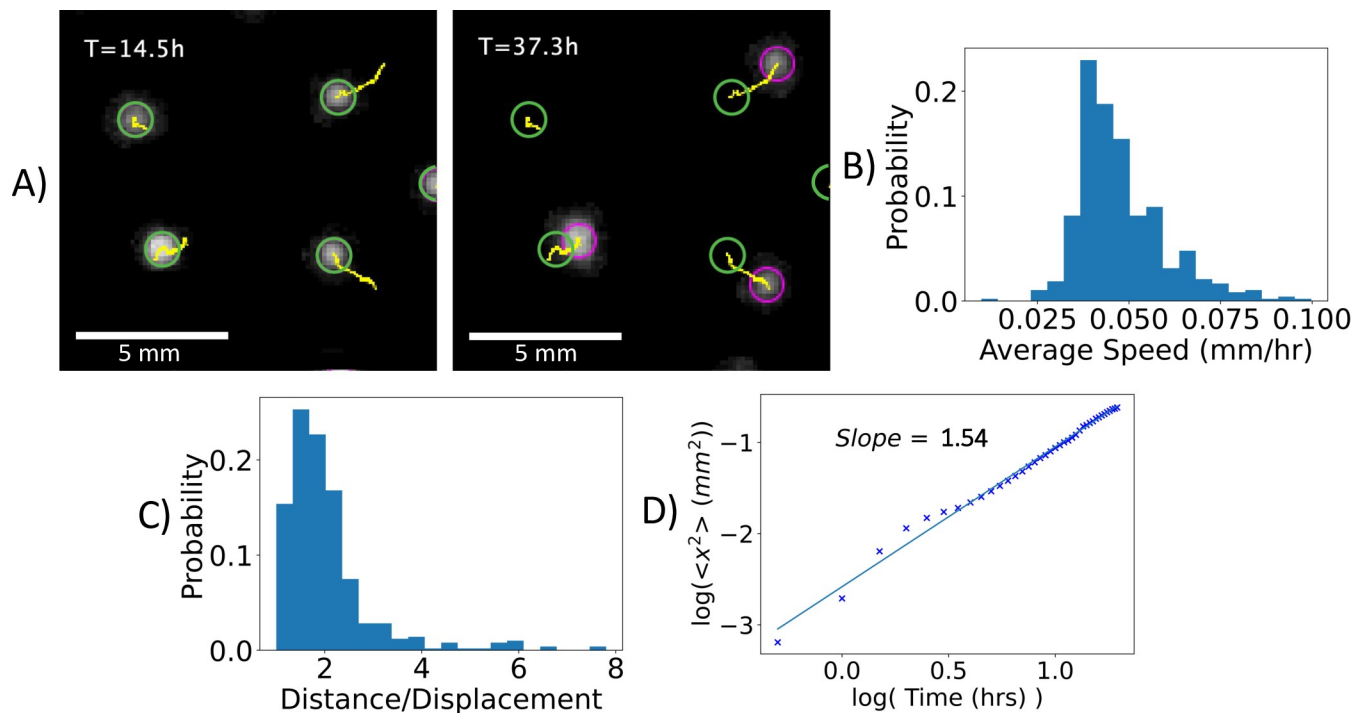 A)
T=14.5h
5 mm
T=37.3h
5 mm
B)
Probability
0.2
0.1
0.0
0.025 0.050 0.075 0.100
Average Speed (mm/hr)
C)
Probability
0.2
0.1
0.0
2 4 6 8
Distance/Displacement
D)
log(<x²> (mm²))
−1
−2
−3
Slope = 1.54
0.0 0.5 1.0
log( Time (hrs) )